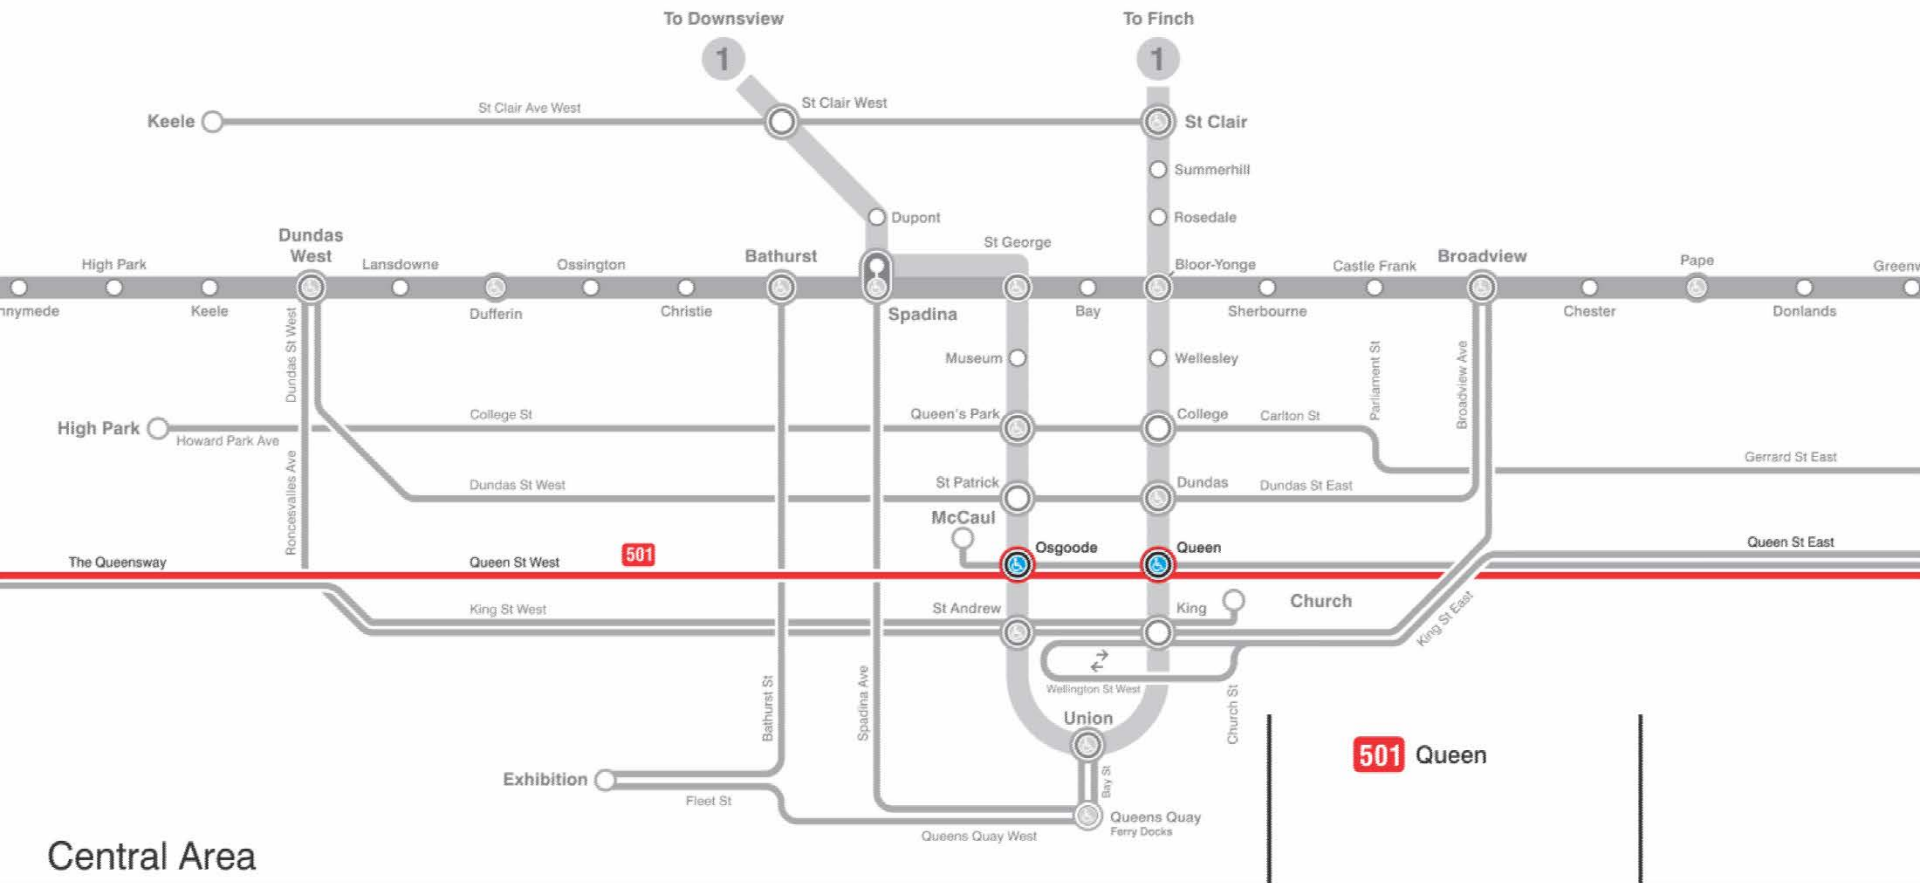 To Downsview
To Finch
1
1
St Clair Ave West
St Clair West
Keele
St Clair
Summerhill
Dupont
Rosedale
Dundas
West
St George
High Park
Lansdowne
Ossington
Bathurst
Bloor-Yonge
Castle Frank
Broadview
Pape
Greenw
nnymede
Keele
Dufferin
Christie
Spadina
Bay
Sherbourne
Chester
Donlands
Dundas St West
Museum
Wellesley
Parliament St
Broadview Ave
High Park
Howard Park Ave
College St
Queen's Park
College
Carlton St
Roncesvalles Ave
Gerrard St East
Dundas St West
St Patrick
Dundas
Dundas St East
McCaul
Osgoode
Queen
Queen St East
The Queensway
Queen St West
501
King St West
St Andrew
King
Church
King St East
Bathurst St
Spadina Ave
Wellington St West
Church St
Union
Bay St
501 Queen
Exhibition
Fleet St
Queens Quay
Ferry Docks
Queens Quay West
Central Area